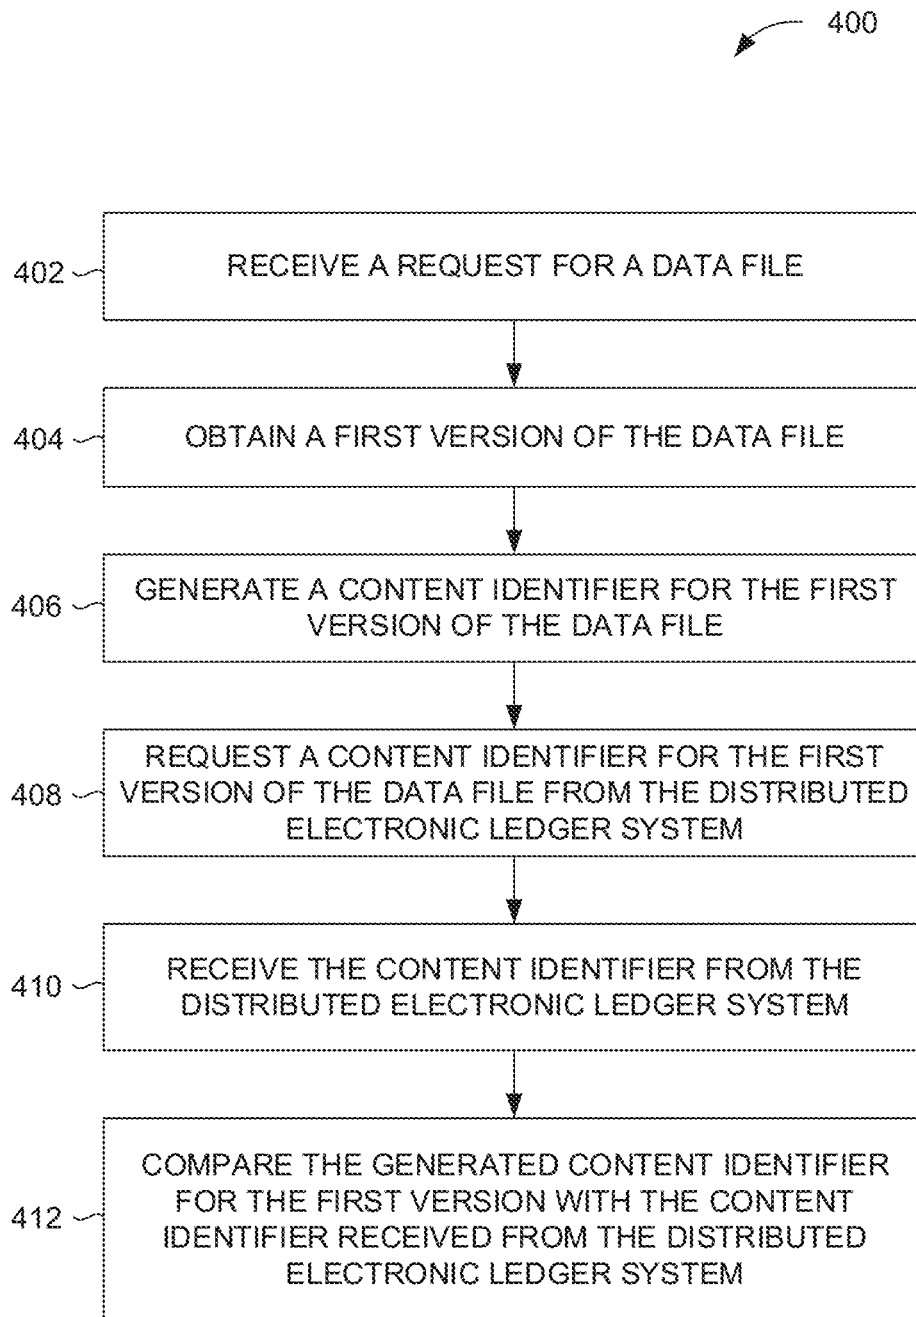 400
402
RECEIVE A REQUEST FOR A DATA FILE
404
OBTAIN A FIRST VERSION OF THE DATA FILE
406
GENERATE A CONTENT IDENTIFIER FOR THE FIRST
VERSION OF THE DATA FILE
408
REQUEST A CONTENT IDENTIFIER FOR THE FIRST
VERSION OF THE DATA FILE FROM THE DISTRIBUTED
ELECTRONIC LEDGER SYSTEM
410
RECEIVE THE CONTENT IDENTIFIER FROM THE
DISTRIBUTED ELECTRONIC LEDGER SYSTEM
412
COMPARE THE GENERATED CONTENT IDENTIFIER
FOR THE FIRST VERSION WITH THE CONTENT
IDENTIFIER RECEIVED FROM THE DISTRIBUTED
ELECTRONIC LEDGER SYSTEM